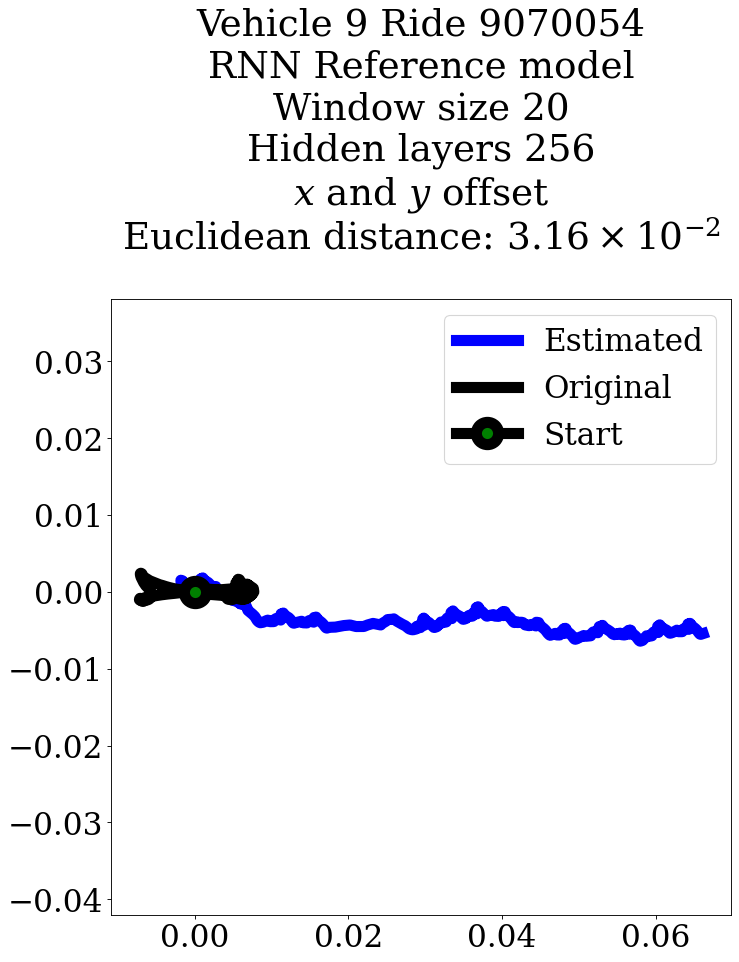 Vehicle 9 Ride 9070054
RNN Reference model
Window size 20
Hidden layers 256
x and y offset
Euclidean distance: 3.16 × 10⁻²
Estimated
Original
Start
0.03
0.02
0.01
0.00
−0.01
−0.02
−0.03
−0.04
0.00 0.02 0.04 0.06